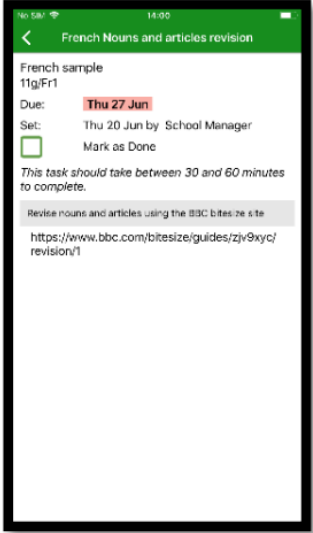 No SIM 14:00
French Nouns and articles revision
French sample
11g/Fr1
Due: Thu 27 Jun
Set: Thu 20 Jun by School Manager
Mark as Done
This task should take between 30 and 60 minutes
to complete.
Revise nouns and articles using the BBC bitesize site
https://www.bbc.com/bitesize/guides/zjv9xyc/
revision/1